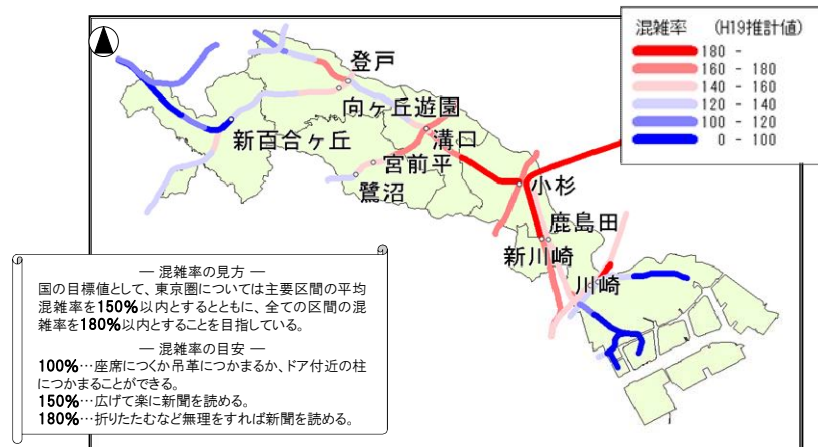 混雑率 (H19推計値)
180 -
160 - 180
140 - 160
120 - 140
100 - 120
0 - 100
登戸
向ヶ丘遊園
新百合ヶ丘
溝口
宮前平
鷺沼
小杉
鹿島田
新川崎
川崎
― 混雑率の見方 ―
国の目標値として、東京圏については主要区間の平均
混雑率を150%以内とするとともに、全ての区間の混
雑率を180%以内とすることを目指している。
― 混雑率の目安 ―
100%…座席につくか吊革につかまるか、ドア付近の柱
につかまることができる。
150%…広げて楽に新聞を読める。
180%…折りたたむなど無理をすれば新聞を読める。